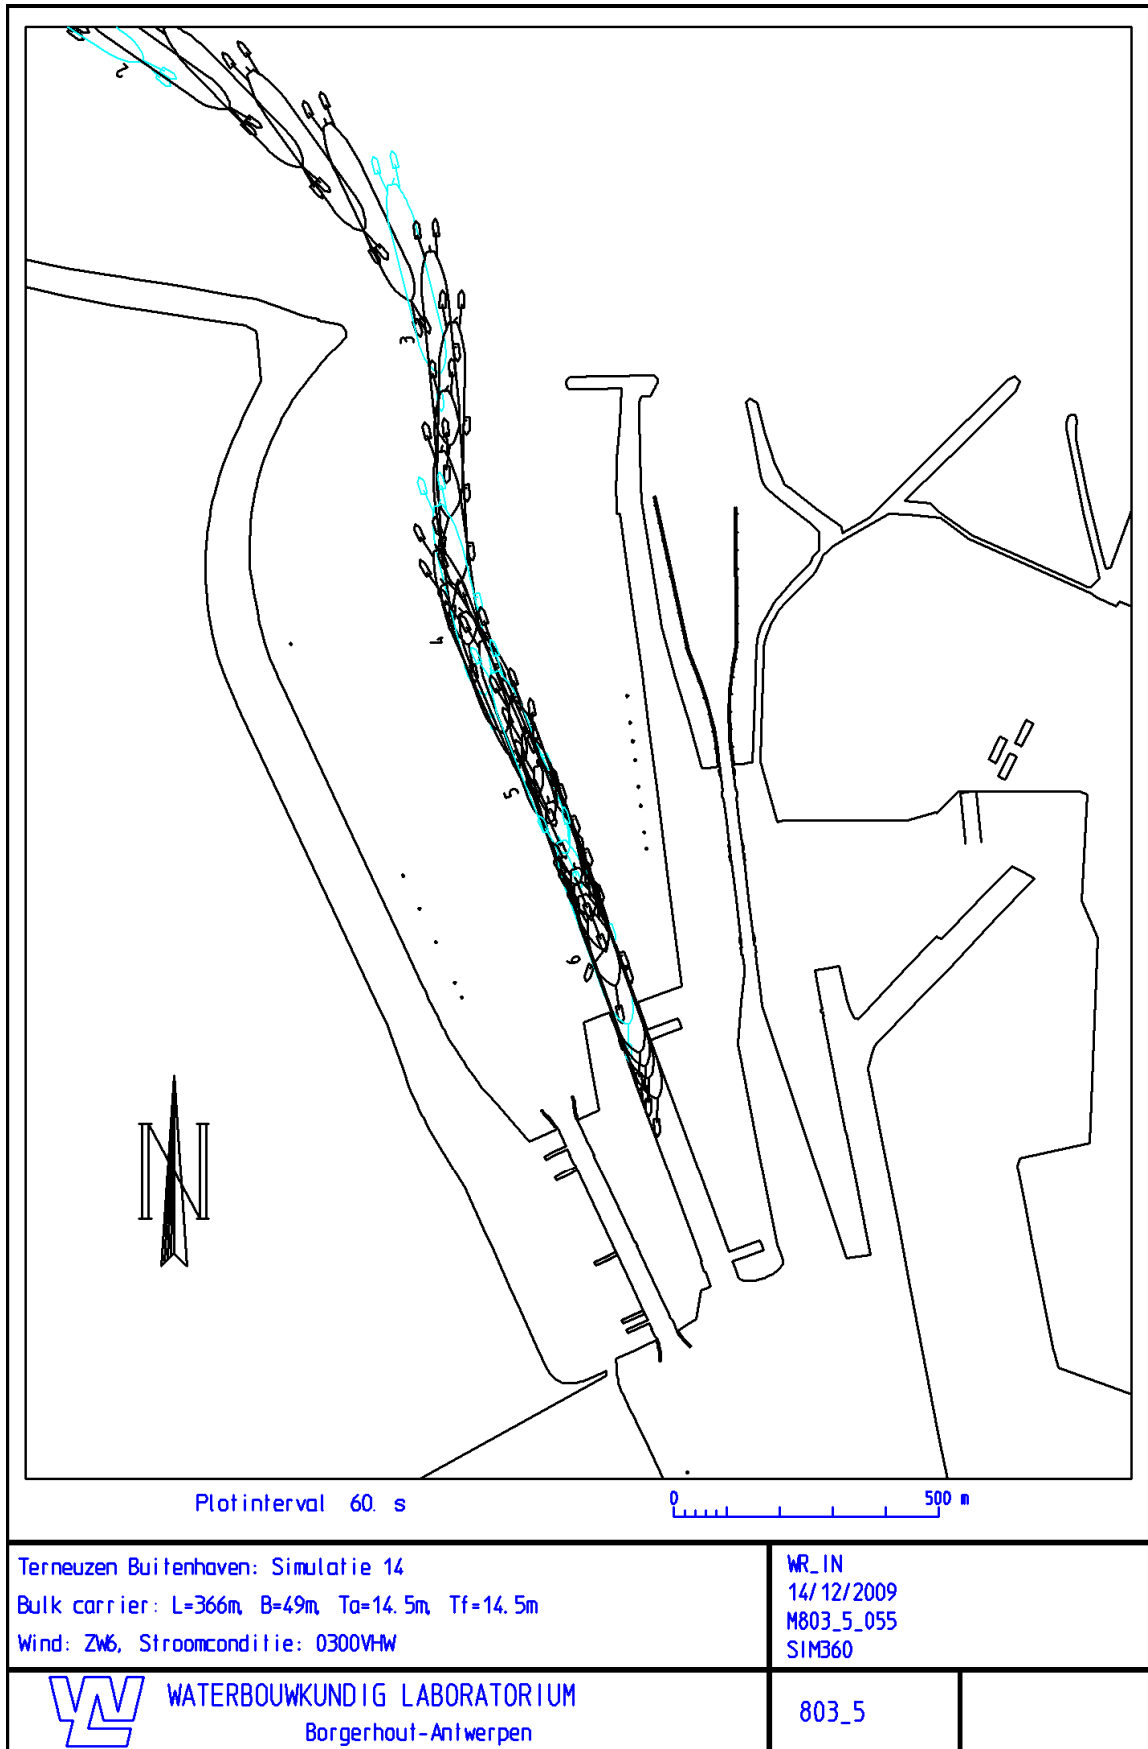 2
3
4
5
6
N
Plotinterval 60. s
0 500 m
Terneuzen Buitenhaven: Simulatie 14
Bulk carrier: L=366m, B=49m, Ta=14.5m, Tf=14.5m
Wind: ZW6, Stroomconditie: 0300VHW
WR_IN
14/12/2009
M803_5_055
SIM360
WL
WATERBOUWKUNDIG LABORATORIUM
Borgerhout-Antwerpen
803_5